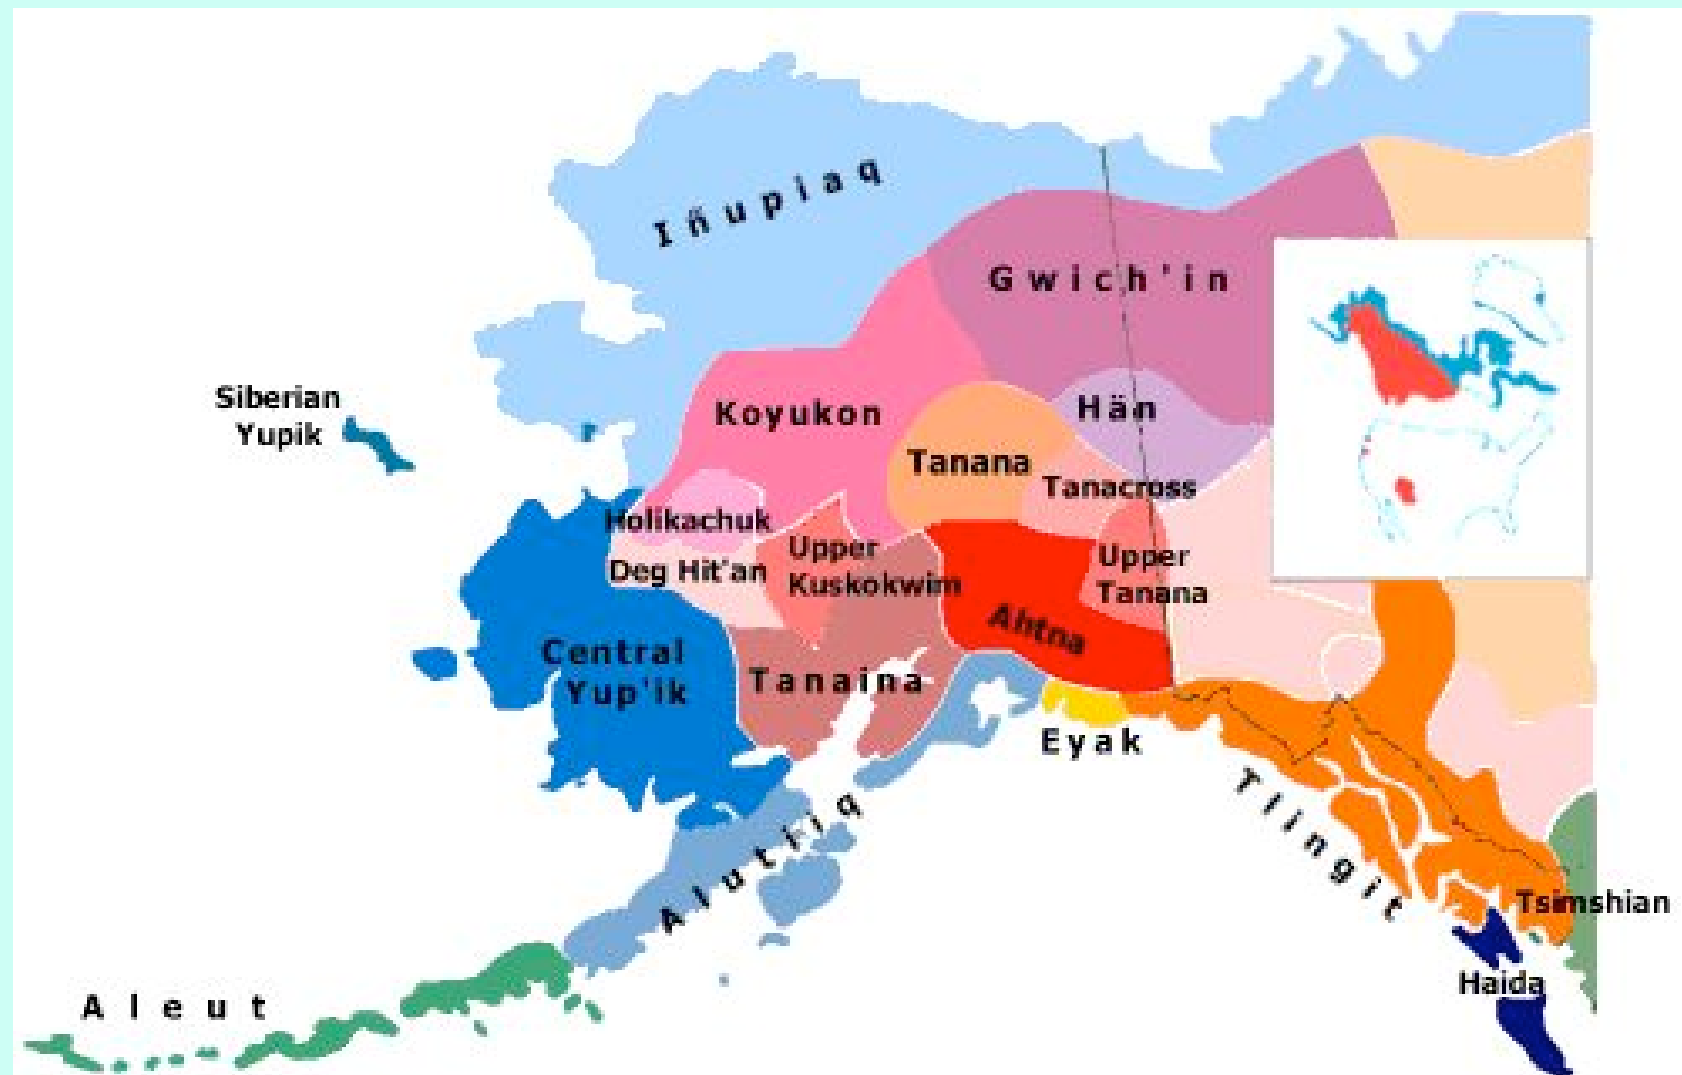 Iñupiaq
Gwich'in
Siberian
Yupik
Koyukon
Hän
Tanana
Tanacross
Holikachuk
Deg Hit'an
Upper
Kuskokwim
Upper
Tanana
Ahtna
Central
Yup'ik
Tanaina
Eyak
Alutiiq
Tlingit
Tsimshian
Haida
Aleut